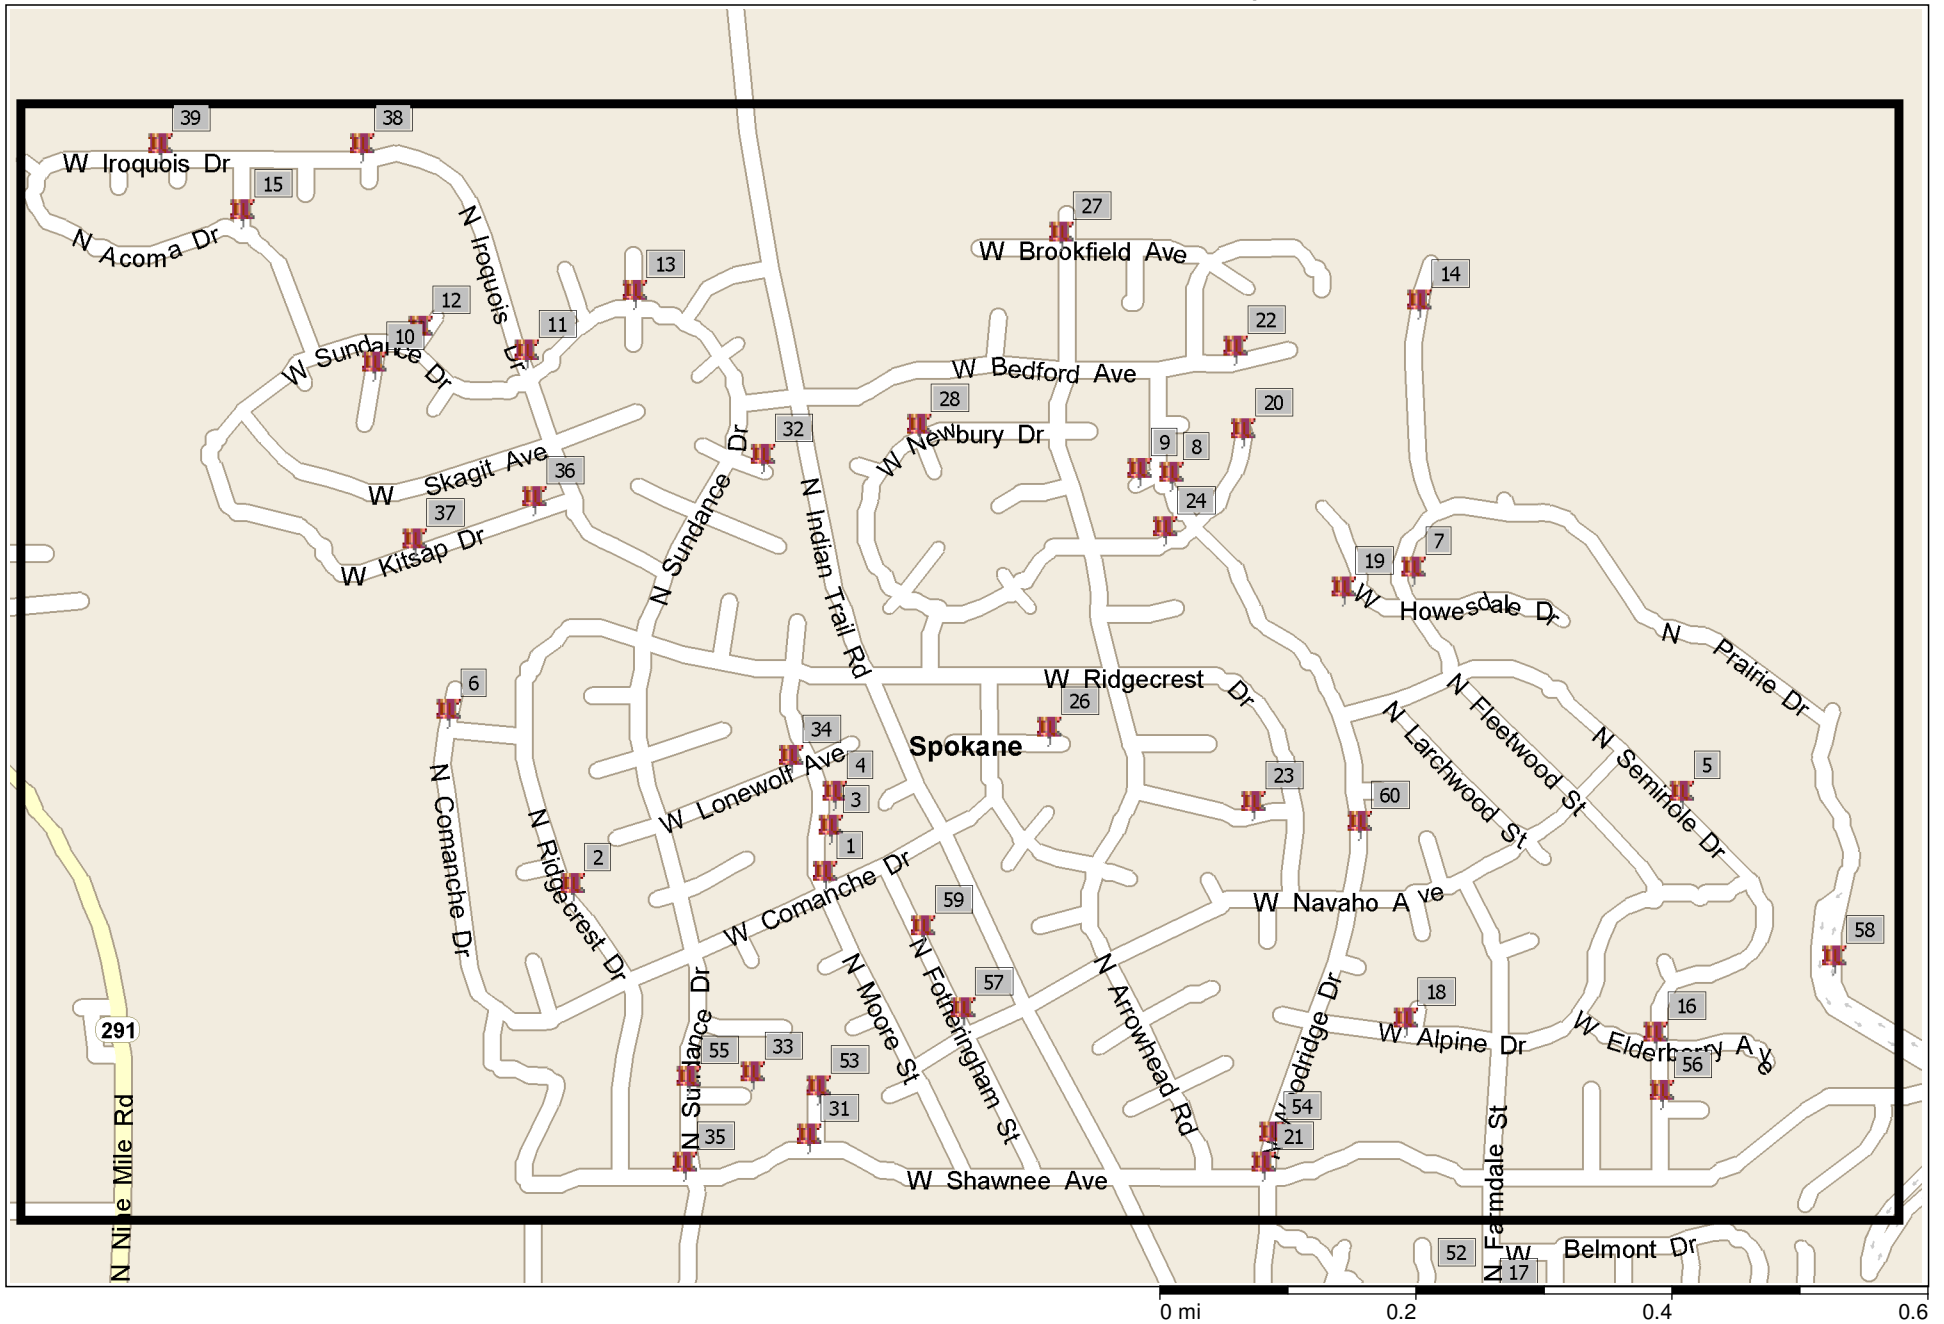 39
38
W Iroquois Dr
15
N Acoma Dr
N Iroquois Dr
27
W Brookfield Ave
13
14
12
10
11
22
W Sundance Dr
W Bedford Ave
28
20
32
W Newbury Dr
9
8
W Skagit Ave
36
24
37
N Sundance Dr
N Indian Trail Rd
W Kitsap Dr
7
19
W Howesdale Dr
N Prairie Dr
6
W Ridgecrest Dr
26
N Fleetwood St
N Larchwood St
N Seminole Dr
34
Spokane
4
3
W Lonewolf Ave
23
60
5
N Comanche Dr
N Ridgecrest Dr
2
1
W Comanche Dr
59
W Navaho Ave
58
N Moore St
N Fotheringham St
57
N Arrowhead Rd
N Woodridge Dr
18
W Alpine Dr
16
W Elderberry Ave
56
291
N Sundance Dr
55
33
53
31
54
21
35
W Shawnee Ave
N Nine Mile Rd
N Farmdale St
52
W Belmont Dr
17
0 mi 0.2 0.4 0.6